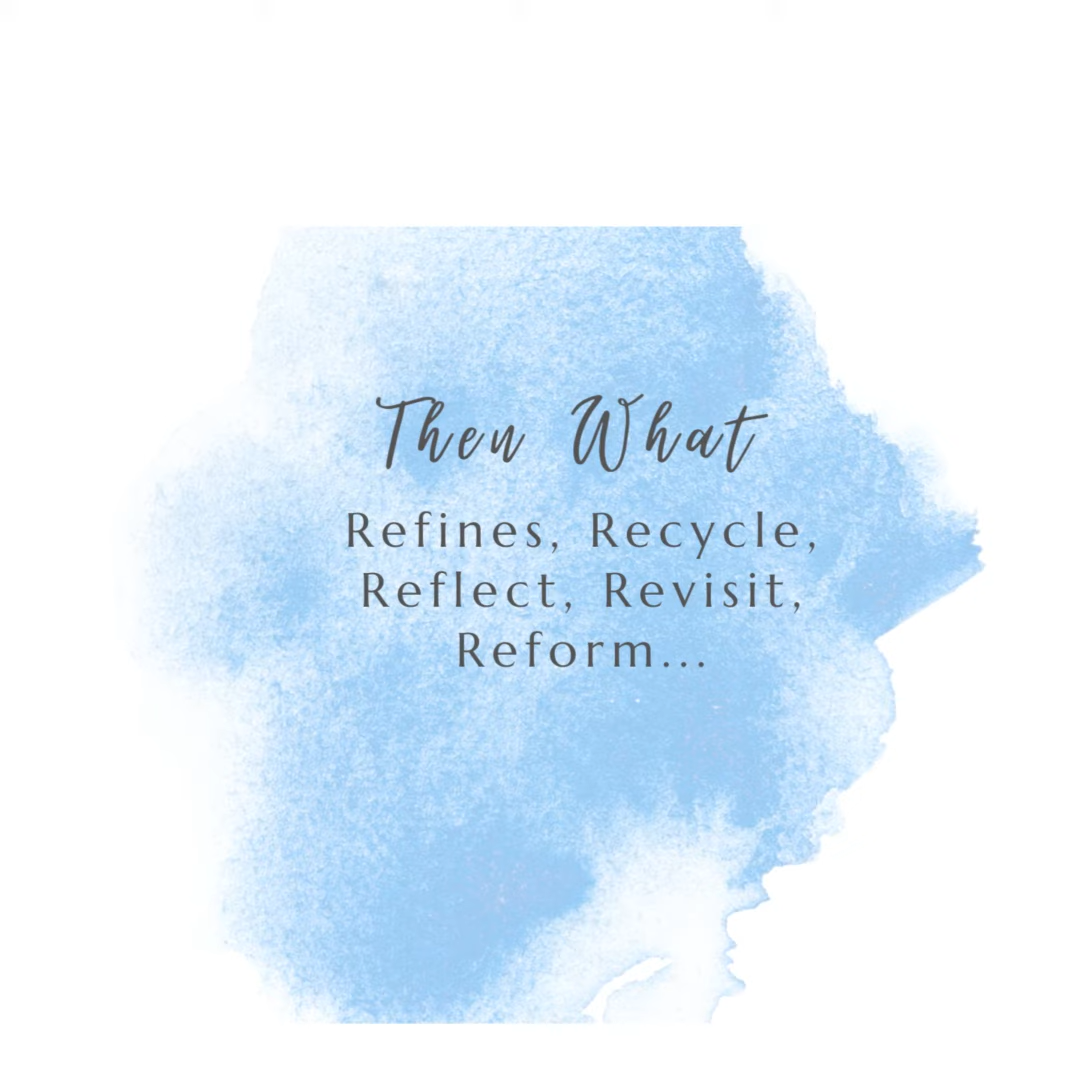 Then What
Refines, Recycle,
Reflect, Revisit,
Reform...